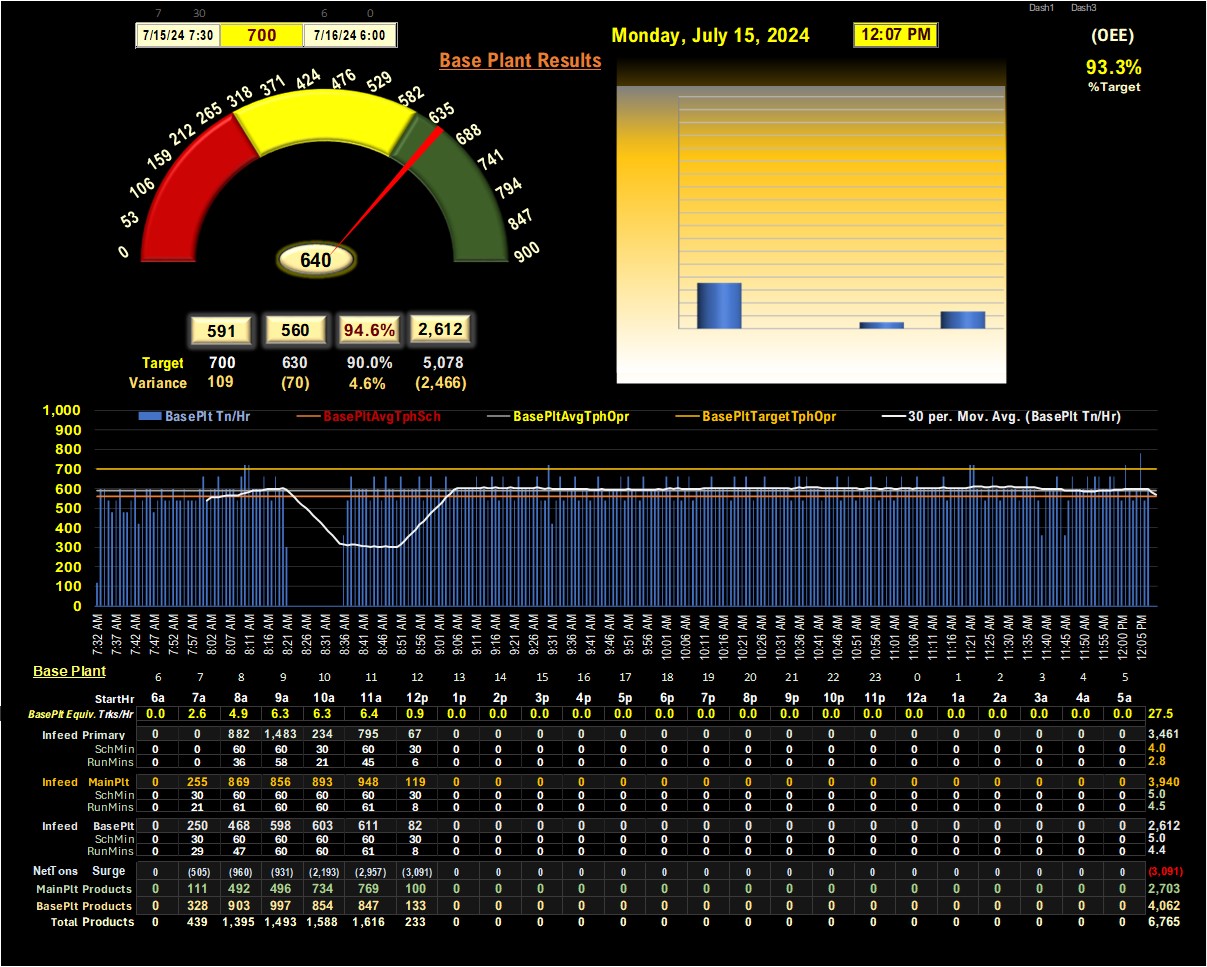 7 30 6 0 Dash1 Dash3
7/15/24 7:30 700 7/16/24 6:00 Monday, July 15, 2024 12:07 PM (OEE)
Base Plant Results 93.3%
%Target
0 53 106 159 212 265 318 371 424 476 529 582 635 688 741 794 847 900
640
591 560 94.6% 2,612
Target 700 630 90.0% 5,078
Variance 109 (70) 4.6% (2,466)
BasePlt Tn/Hr BasePltAvgTphSch BasePltAvgTphOpr BasePltTargetTphOpr 30 per. Mov. Avg. (BasePlt Tn/Hr)
1,000
900
800
700
600
500
400
300
200
100
0
7:32 AM 7:37 AM 7:42 AM 7:47 AM 7:52 AM 7:57 AM 8:02 AM 8:07 AM 8:11 AM 8:16 AM 8:21 AM 8:26 AM 8:31 AM 8:36 AM 8:41 AM 8:46 AM 8:51 AM 8:56 AM 9:01 AM 9:06 AM 9:11 AM 9:16 AM 9:21 AM 9:26 AM 9:31 AM 9:36 AM 9:41 AM 9:46 AM 9:51 AM 9:56 AM 10:01 AM 10:06 AM 10:11 AM 10:16 AM 10:21 AM 10:26 AM 10:31 AM 10:36 AM 10:41 AM 10:46 AM 10:51 AM 10:56 AM 11:01 AM 11:06 AM 11:11 AM 11:16 AM 11:21 AM 11:25 AM 11:30 AM 11:35 AM 11:40 AM 11:45 AM 11:50 AM 11:55 AM 12:00 PM 12:05 PM
Base Plant 6 7 8 9 10 11 12 13 14 15 16 17 18 19 20 21 22 23 0 1 2 3 4 5
StartHr 6a 7a 8a 9a 10a 11a 12p 1p 2p 3p 4p 5p 6p 7p 8p 9p 10p 11p 12a 1a 2a 3a 4a 5a
BasePlt Equiv. Trks/Hr 0.0 2.6 4.9 6.3 6.3 6.4 0.9 0.0 0.0 0.0 0.0 0.0 0.0 0.0 0.0 0.0 0.0 0.0 0.0 0.0 0.0 0.0 0.0 0.0 27.5
Infeed Primary 0 0 882 1,483 234 795 67 0 0 0 0 0 0 0 0 0 0 0 0 0 0 0 0 0 3,461
SchMin 0 0 60 60 30 60 30 0 0 0 0 0 0 0 0 0 0 0 0 0 0 0 0 0 4.0
RunMins 0 0 36 58 21 45 6 0 0 0 0 0 0 0 0 0 0 0 0 0 0 0 0 0 2.8
Infeed MainPlt 0 255 869 856 893 948 119 0 0 0 0 0 0 0 0 0 0 0 0 0 0 0 0 0 3,940
SchMin 0 30 60 60 60 60 30 0 0 0 0 0 0 0 0 0 0 0 0 0 0 0 0 0 5.0
RunMins 0 21 61 60 60 61 8 0 0 0 0 0 0 0 0 0 0 0 0 0 0 0 0 0 4.5
Infeed BasePlt 0 250 468 598 603 611 82 0 0 0 0 0 0 0 0 0 0 0 0 0 0 0 0 0 2,612
SchMin 0 30 60 60 60 60 30 0 0 0 0 0 0 0 0 0 0 0 0 0 0 0 0 0 5.0
RunMins 0 29 47 60 60 61 8 0 0 0 0 0 0 0 0 0 0 0 0 0 0 0 0 0 4.4
NetTons Surge 0 (505) (960) (931) (2,193) (2,957) (3,091) 0 0 0 0 0 0 0 0 0 0 0 0 0 0 0 0 0 (3,091)
MainPlt Products 0 111 492 496 734 769 100 0 0 0 0 0 0 0 0 0 0 0 0 0 0 0 0 0 2,703
BasePlt Products 0 328 903 997 854 847 133 0 0 0 0 0 0 0 0 0 0 0 0 0 0 0 0 0 4,062
Total Products 0 439 1,395 1,493 1,588 1,616 233 0 0 0 0 0 0 0 0 0 0 0 0 0 0 0 0 0 6,765